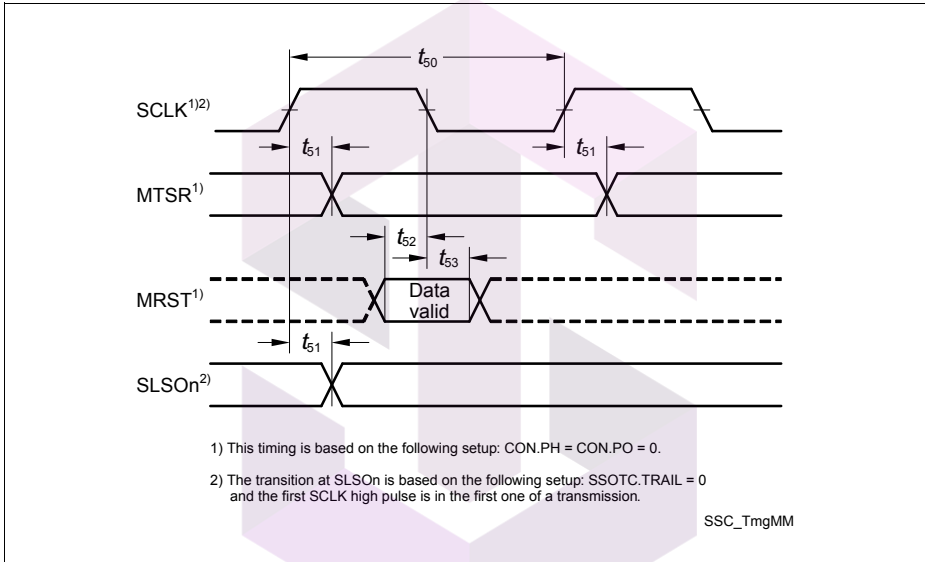 t50
SCLK1)2)
t51 t51
MTSR1)
t52
t53
MRST1)
Data
valid
t51
SLSOn2)
1) This timing is based on the following setup: CON.PH = CON.PO = 0.
2) The transition at SLSOn is based on the following setup: SSOTC.TRAIL = 0
and the first SCLK high pulse is in the first one of a transmission.
SSC_TmgMM